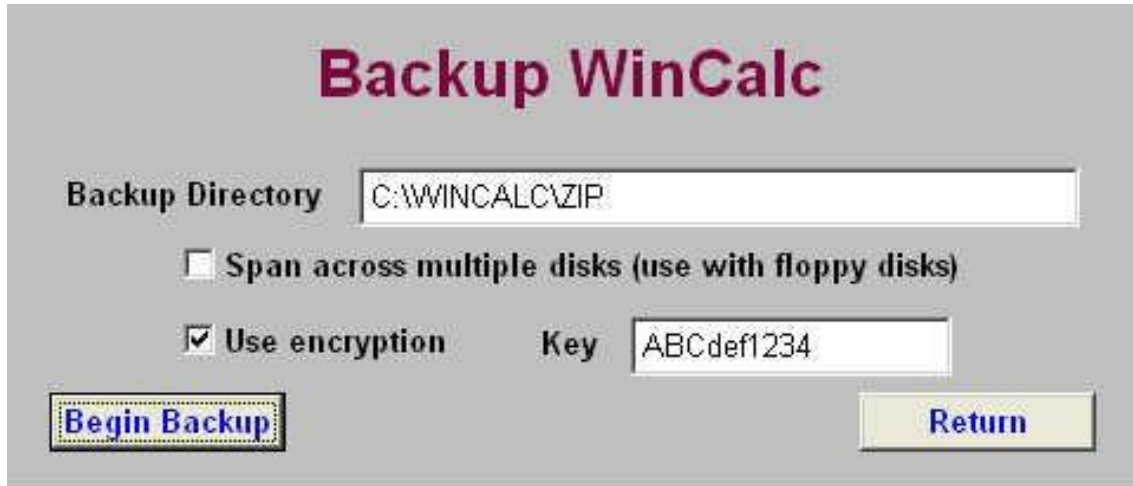 Backup WinCalc
Backup Directory C:\WINCALC\ZIP
Span across multiple disks (use with floppy disks)
Use encryption Key ABCdef1234
Begin Backup Return